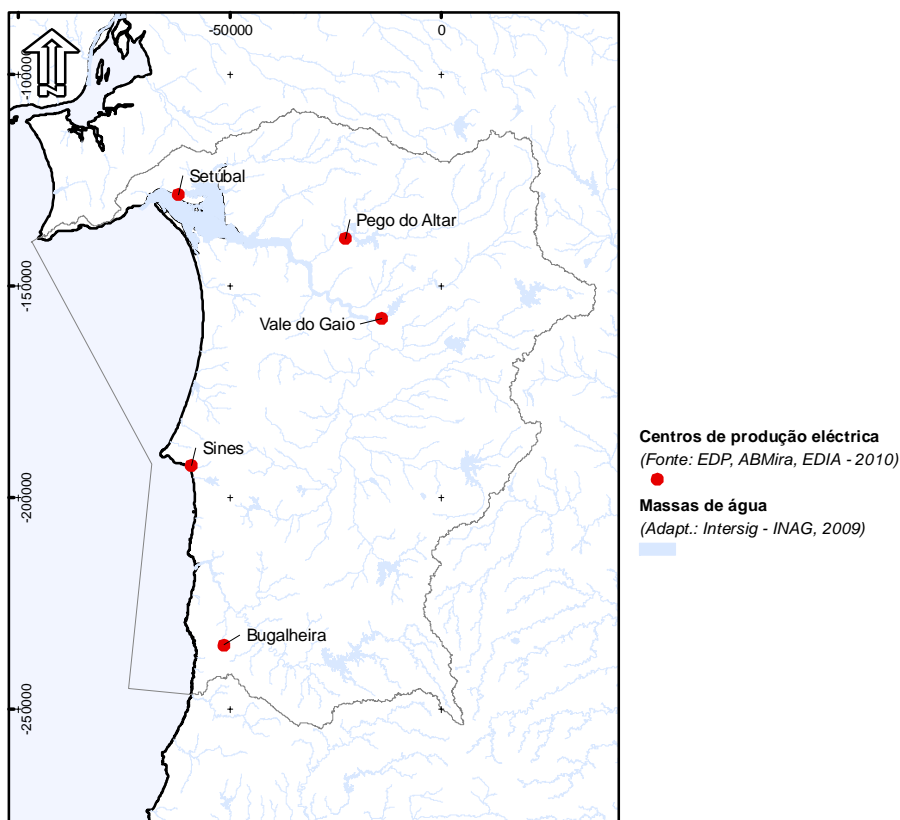 -50000
0
-100000
N
Setúbal
Pego do Altar
-150000
Vale do Gaio
Sines
-200000
Bugalheira
-250000
Centros de produção eléctrica
(Fonte: EDP, ABMira, EDIA - 2010)
Massas de água
(Adapt.: Intersig - INAG, 2009)